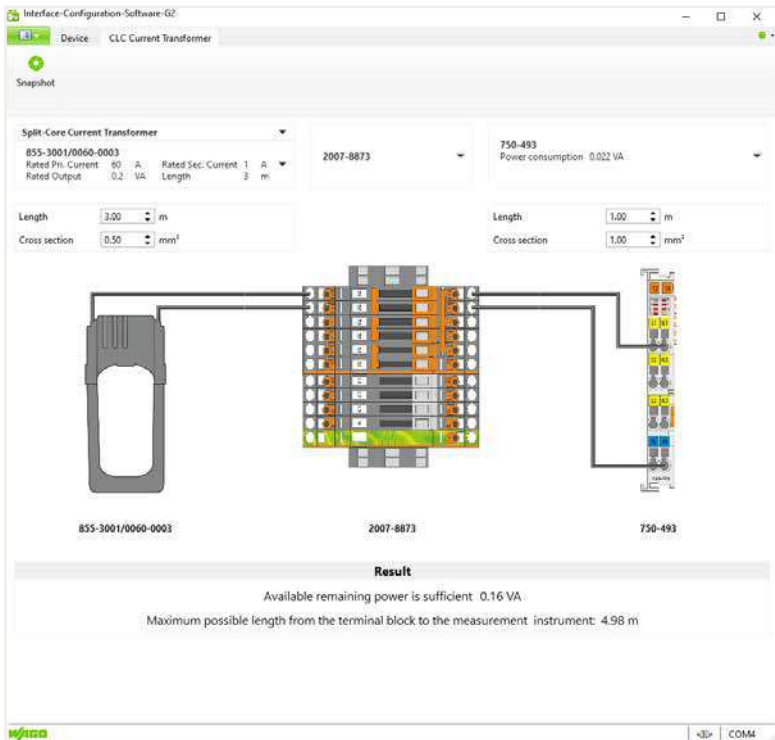 Interface-Configuration-Software-G2
Device CLC Current Transformer
Snapshot
Split-Core Current Transformer
855-3001/0060-0003
Rated Pri. Current 60 A Rated Sec. Current 1 A
Rated Output 0.2 VA Length 3 m
2007-8873
750-493
Power consumption 0.022 VA
Length 3.00 m
Cross section 0.50 mm²
Length 1.00 m
Cross section 1.00 mm²
855-3001/0060-0003 2007-8873 750-493
Result
Available remaining power is sufficient 0.16 VA
Maximum possible length from the terminal block to the measurement instrument: 4.98 m
WAGO
COM4